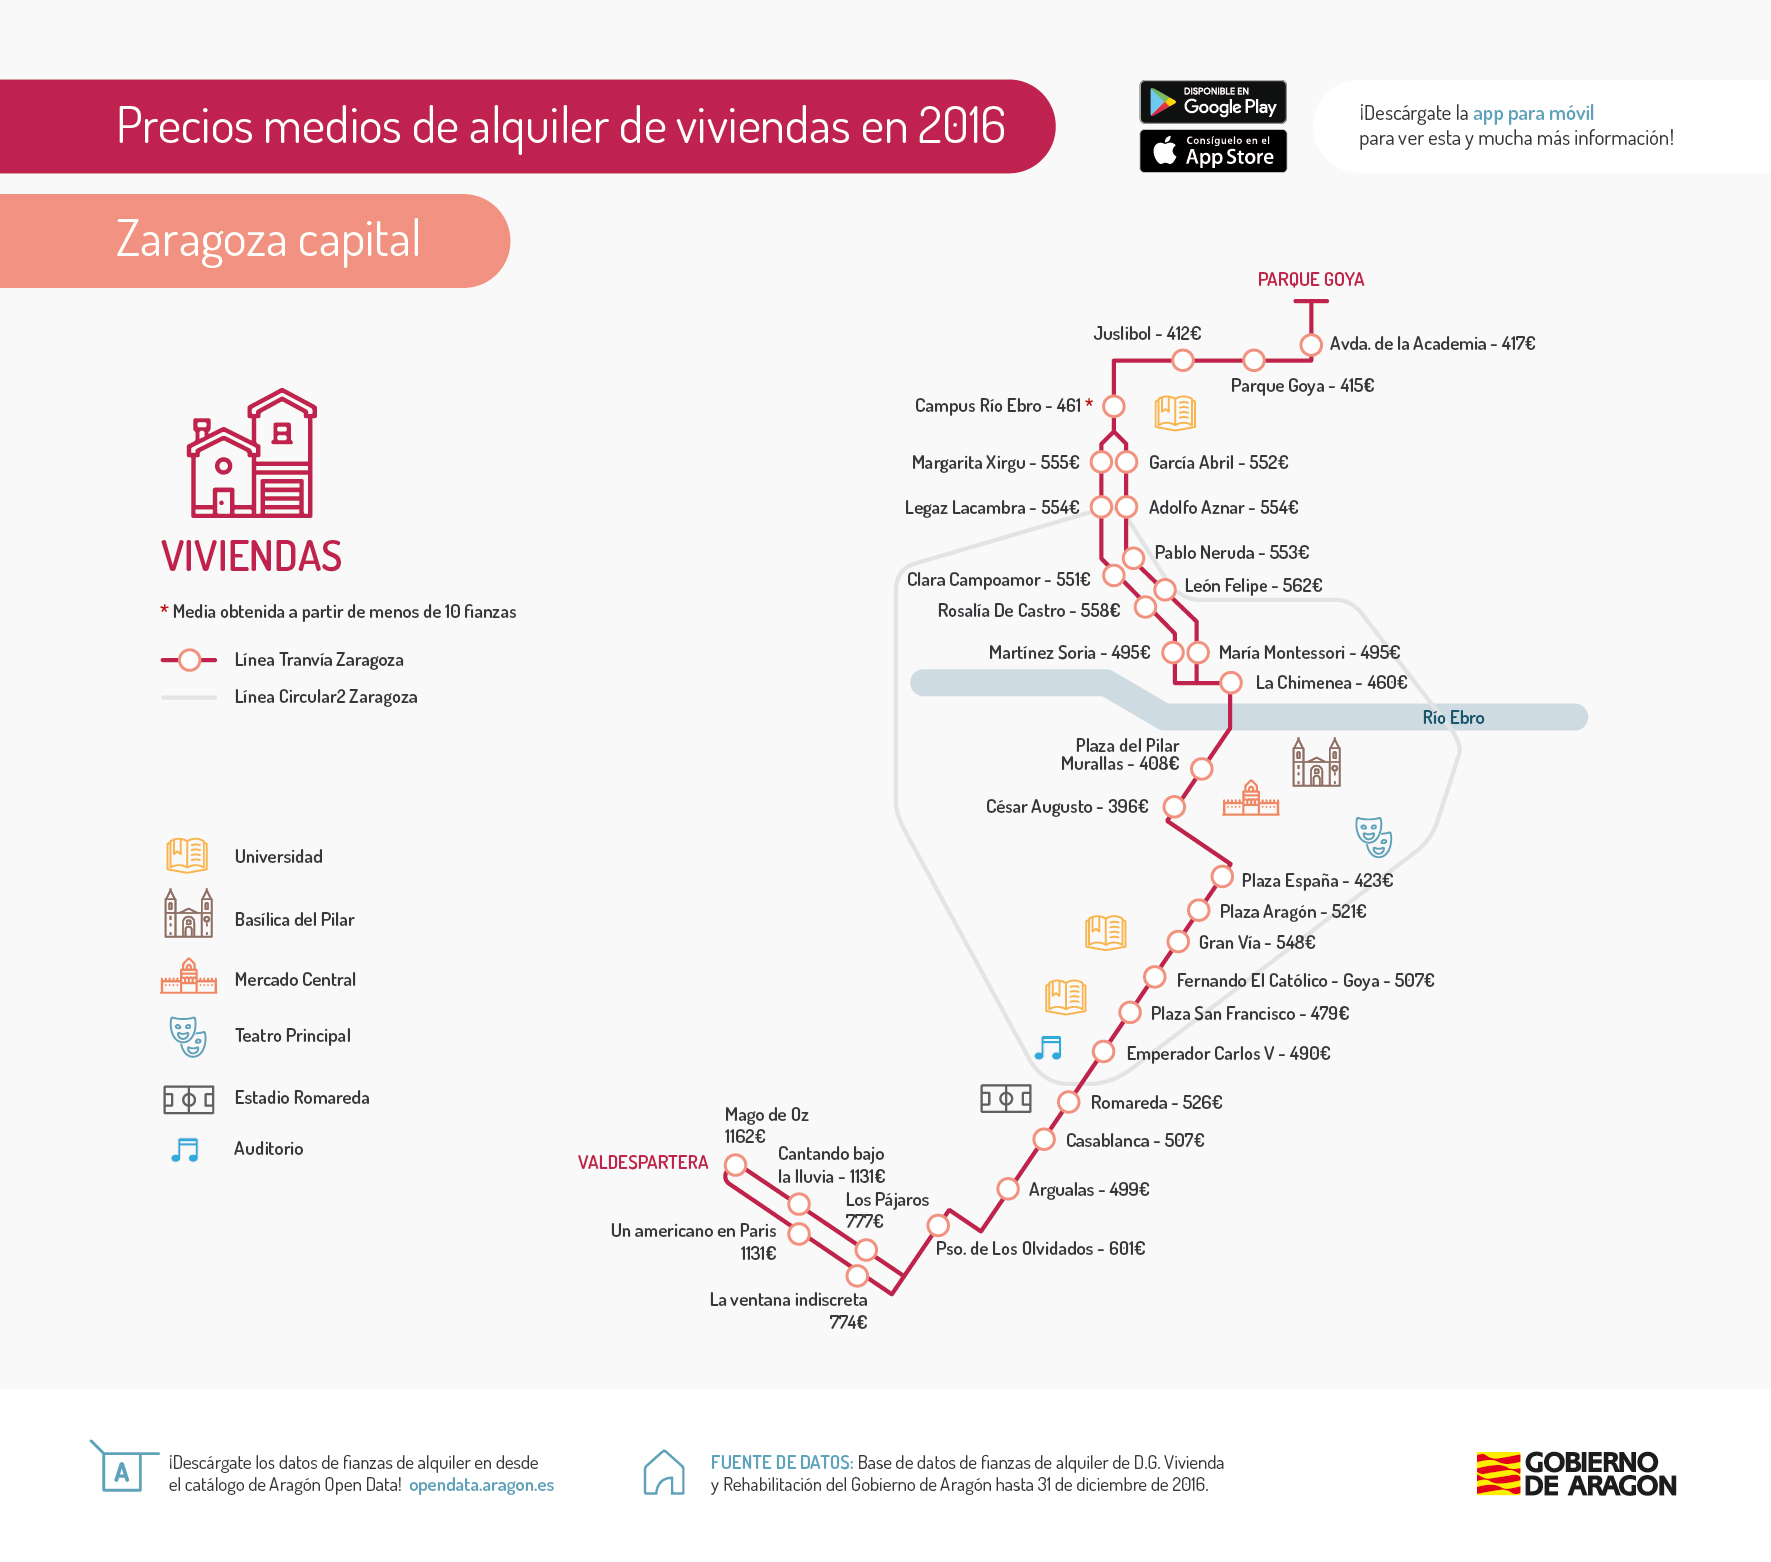 Precios medios de alquiler de viviendas en 2016
DISPONIBLE EN
Google Play
Consíguelo en el
App Store
¡Descárgate la app para móvil
para ver esta y mucha más información!
Zaragoza capital
PARQUE GOYA
Juslibol - 412€
Avda. de la Academia - 417€
Parque Goya - 415€
Campus Río Ebro - 461 *
Margarita Xirgu - 555€
García Abril - 552€
Legaz Lacambra - 554€
Adolfo Aznar - 554€
Pablo Neruda - 553€
Clara Campoamor - 551€
León Felipe - 562€
Rosalía De Castro - 558€
Martínez Soria - 495€
María Montessori - 495€
La Chimenea - 460€
Río Ebro
Plaza del Pilar
Murallas - 408€
César Augusto - 396€
Plaza España - 423€
Plaza Aragón - 521€
Gran Vía - 548€
Fernando El Católico - Goya - 507€
Plaza San Francisco - 479€
Emperador Carlos V - 490€
Romareda - 526€
Casablanca - 507€
Argualas - 499€
Pso. de Los Olvidados - 601€
Mago de Oz
1162€
Cantando bajo
la lluvia - 1131€
VALDESPARTERA
Los Pájaros
777€
Un americano en Paris
1131€
La ventana indiscreta
774€
VIVIENDAS
* Media obtenida a partir de menos de 10 fianzas
Línea Tranvía Zaragoza
Línea Circular2 Zaragoza
Universidad
Basílica del Pilar
Mercado Central
Teatro Principal
Estadio Romareda
Auditorio
A
¡Descárgate los datos de fianzas de alquiler en desde
el catálogo de Aragón Open Data! opendata.aragon.es
FUENTE DE DATOS: Base de datos de fianzas de alquiler de D.G. Vivienda
y Rehabilitación del Gobierno de Aragón hasta 31 de diciembre de 2016.
GOBIERNO
DE ARAGON